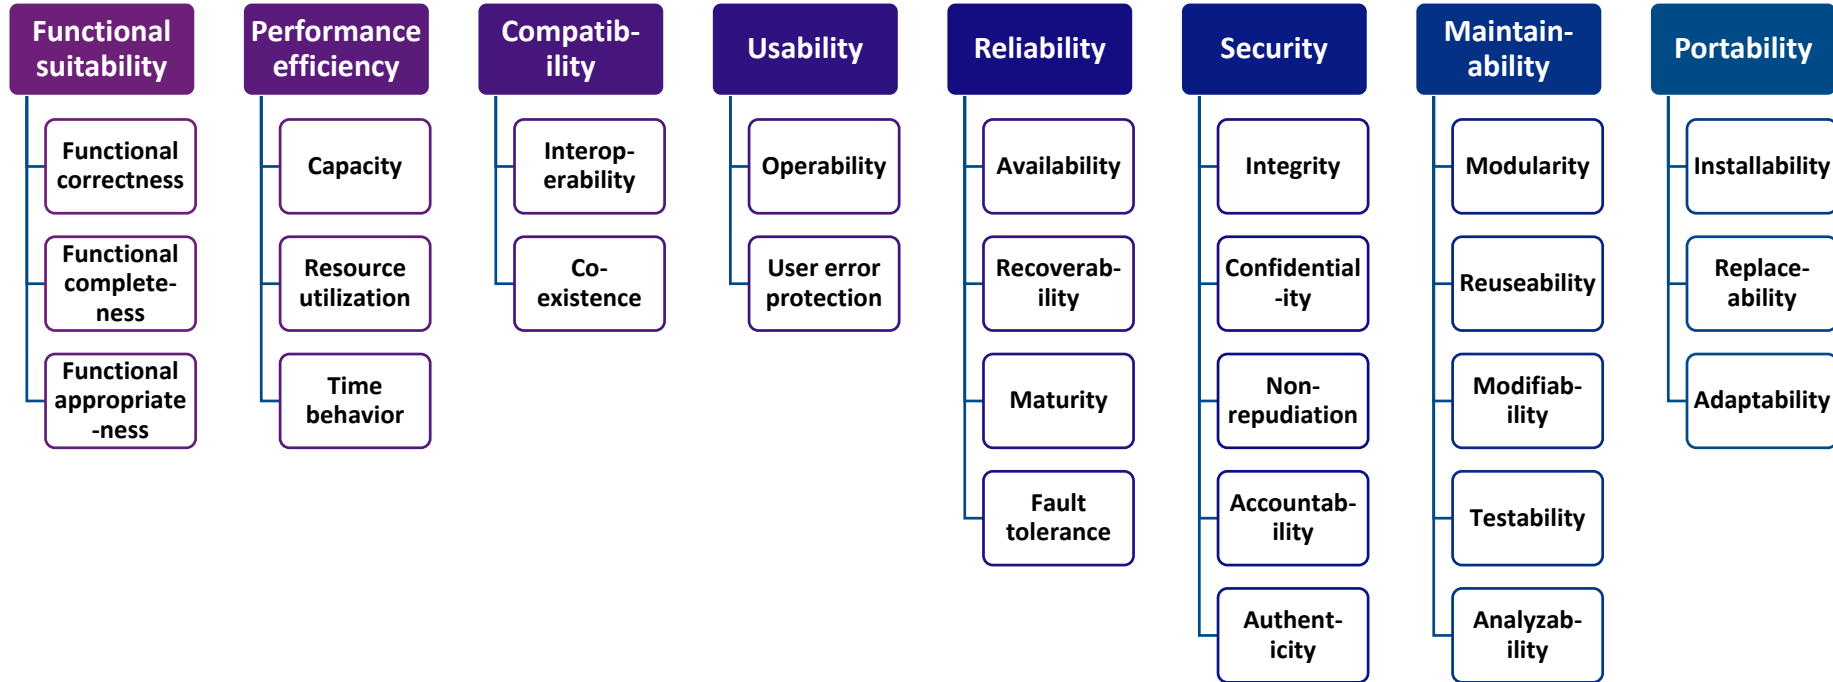 Functional
suitability
Performance
efficiency
Compatib-
ility
Usability
Reliability
Security
Maintain-
ability
Portability
Functional
correctness
Functional
complete-
ness
Functional
appropriate
-ness
Capacity
Resource
utilization
Time
behavior
Interop-
erability
Co-
existence
Operability
User error
protection
Availability
Recoverab-
ility
Maturity
Fault
tolerance
Integrity
Confidential
-ity
Non-
repudiation
Accountab-
ility
Authent-
icity
Modularity
Reuseability
Modifiab-
ility
Testability
Analyzab-
ility
Installability
Replace-
ability
Adaptability